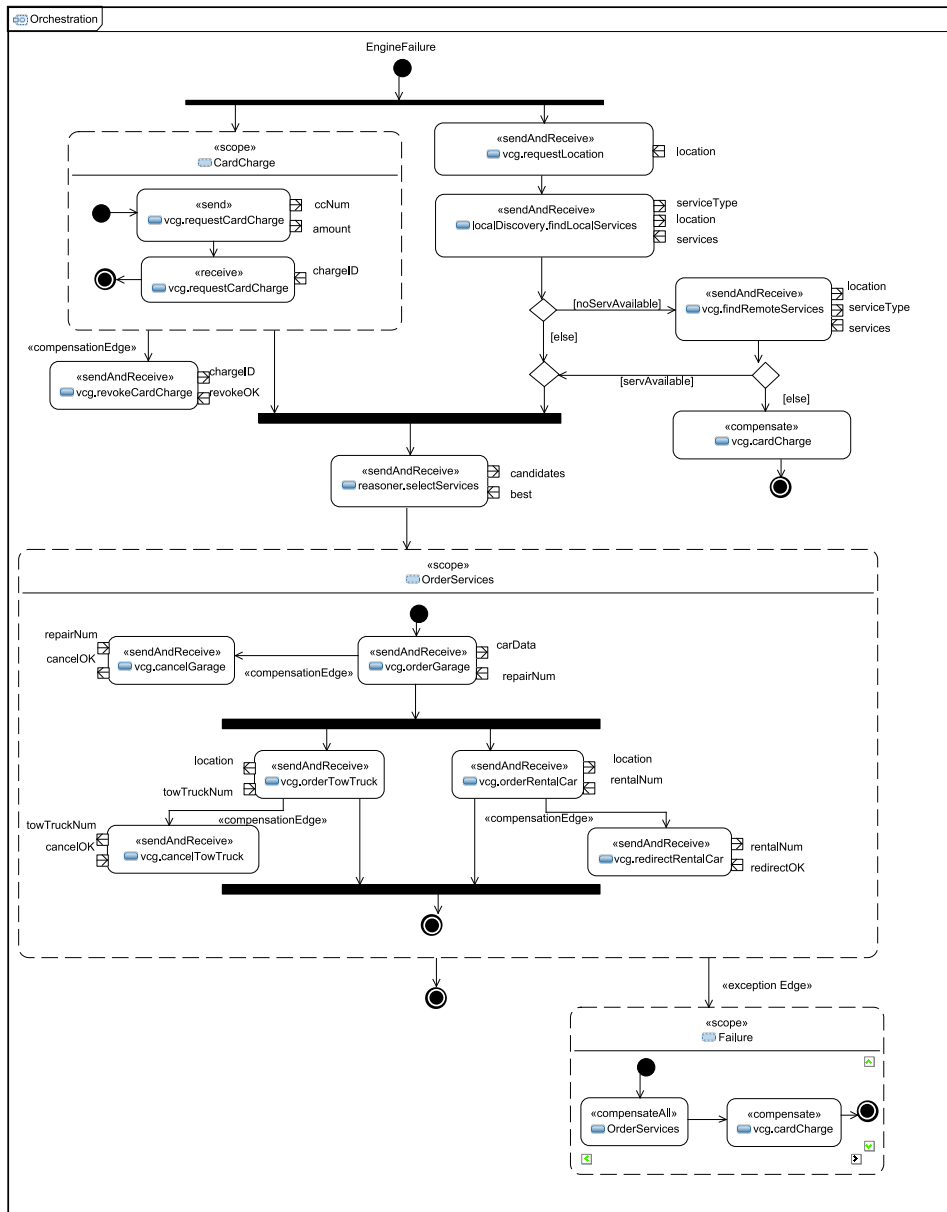 Orchestration
EngineFailure
«scope»
CardCharge
«send»
vcg.requestCardCharge
ccNum
amount
«receive»
vcg.requestCardCharge
chargeID
«sendAndReceive»
vcg.requestLocation
location
«sendAndReceive»
localDiscovery.findLocalServices
serviceType
location
services
[noServAvailable]
[else]
«sendAndReceive»
vcg.findRemoteServices
location
serviceType
services
[servAvailable]
[else]
«compensate»
vcg.cardCharge
«compensationEdge»
«sendAndReceive»
vcg.revokeCardCharge
chargeID
revokeOK
«sendAndReceive»
reasoner.selectServices
candidates
best
«scope»
OrderServices
repairNum
cancelOK
«sendAndReceive»
vcg.cancelGarage
«compensationEdge»
«sendAndReceive»
vcg.orderGarage
carData
repairNum
location
towTruckNum
«sendAndReceive»
vcg.orderTowTruck
«sendAndReceive»
vcg.orderRentalCar
location
rentalNum
«compensationEdge»
«compensationEdge»
towTruckNum
cancelOK
«sendAndReceive»
vcg.cancelTowTruck
«sendAndReceive»
vcg.redirectRentalCar
rentalNum
redirectOK
«exception Edge»
«scope»
Failure
«compensateAll»
OrderServices
«compensate»
vcg.cardCharge